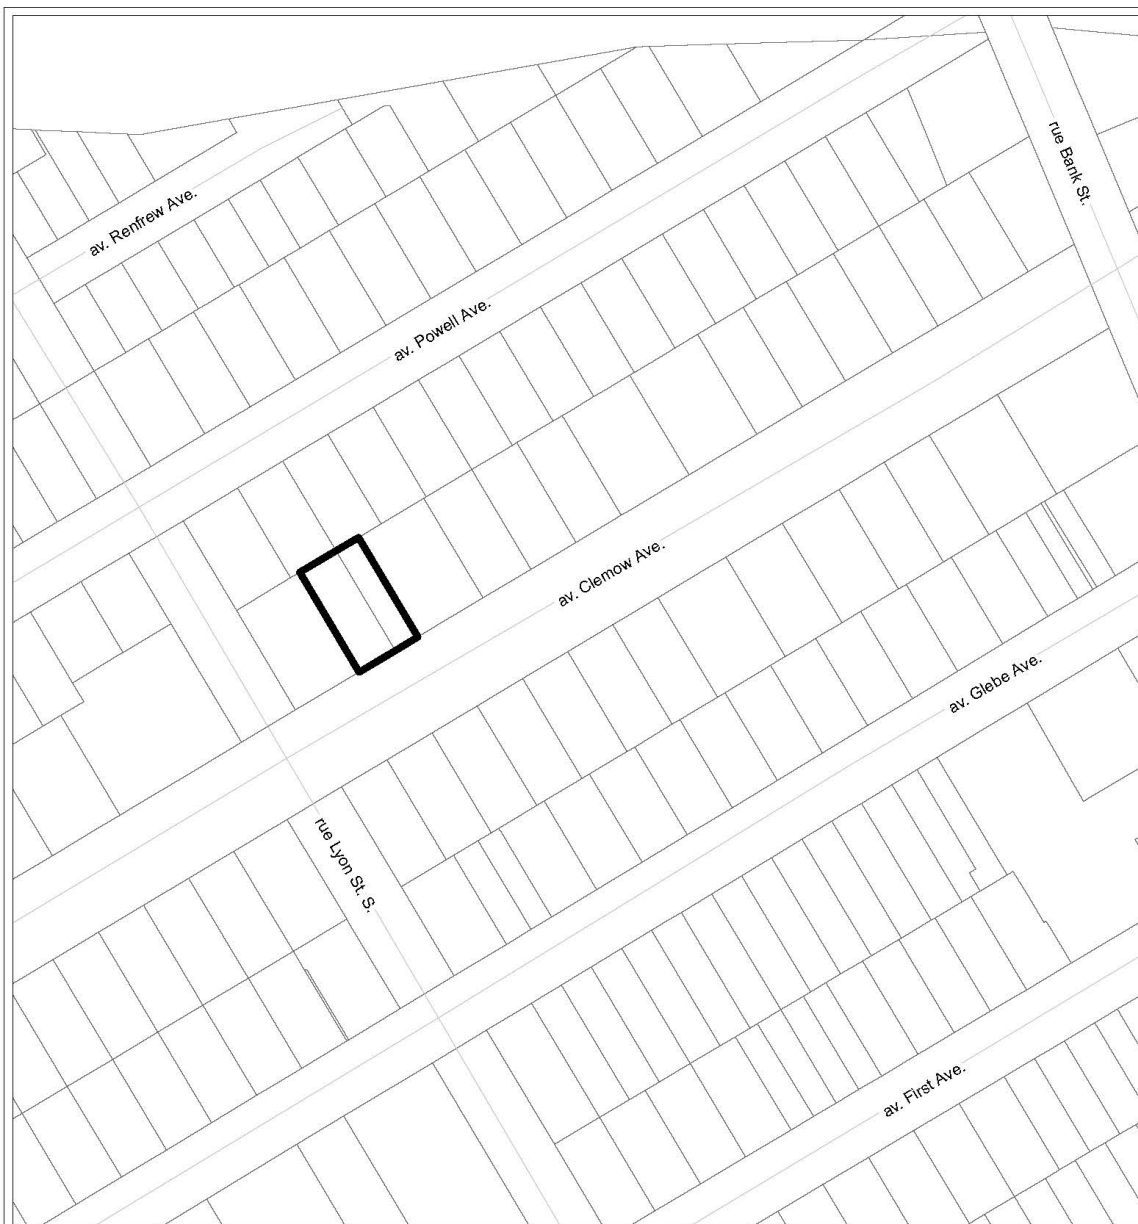 rue Bank St.
av. Renfrew Ave.
av. Powell Ave.
av. Clemow Ave.
av. Glebe Ave.
rue Lyon St. S.
av. First Ave.